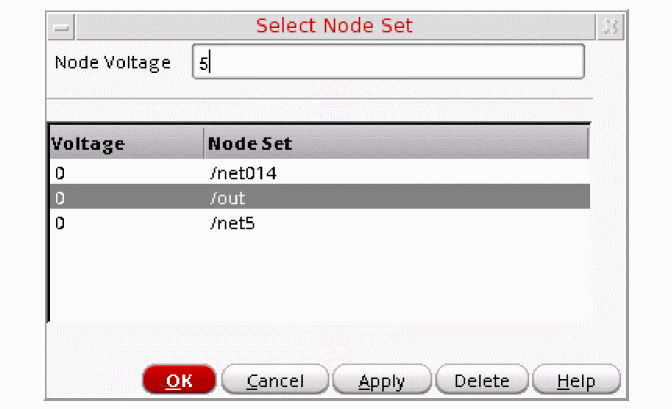 Select Node Set
Node Voltage 5
Voltage Node Set
0 /net014
0 /out
0 /net5
OK Cancel Apply Delete Help